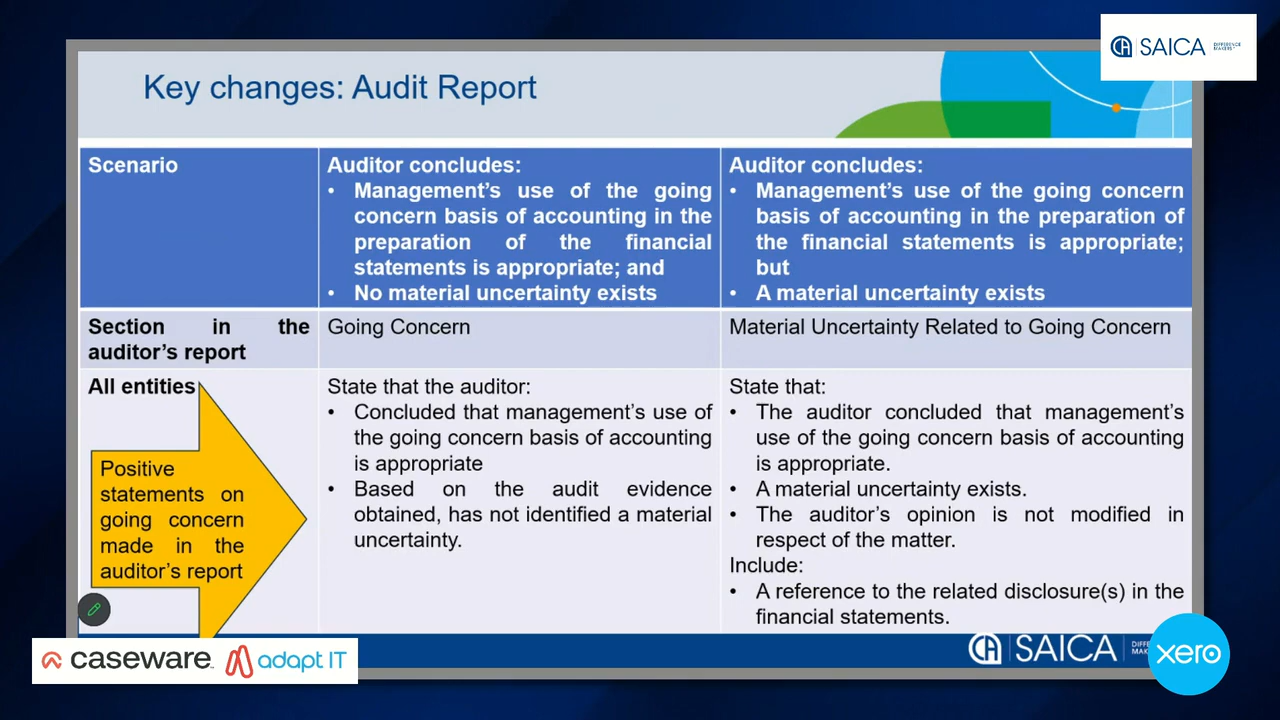 CA SAICA DIFFERENCE MAKERS
Key changes: Audit Report
Scenario
Auditor concludes:
• Management's use of the going
concern basis of accounting in the
preparation of the financial
statements is appropriate; and
• No material uncertainty exists
Auditor concludes:
• Management's use of the going concern
basis of accounting in the preparation of
the financial statements is appropriate;
but
• A material uncertainty exists
Section in the
auditor's report
Going Concern
Material Uncertainty Related to Going Concern
All entities
Positive
statements on
going concern
made in the
auditor's report
State that the auditor:
• Concluded that management's use of
the going concern basis of accounting
is appropriate
• Based on the audit evidence
obtained, has not identified a material
uncertainty.
State that:
• The auditor concluded that management's
use of the going concern basis of accounting
is appropriate.
• A material uncertainty exists.
• The auditor's opinion is not modified in
respect of the matter.
Include:
• A reference to the related disclosure(s) in the
financial statements.
caseware adapt IT
CA SAICA
xero